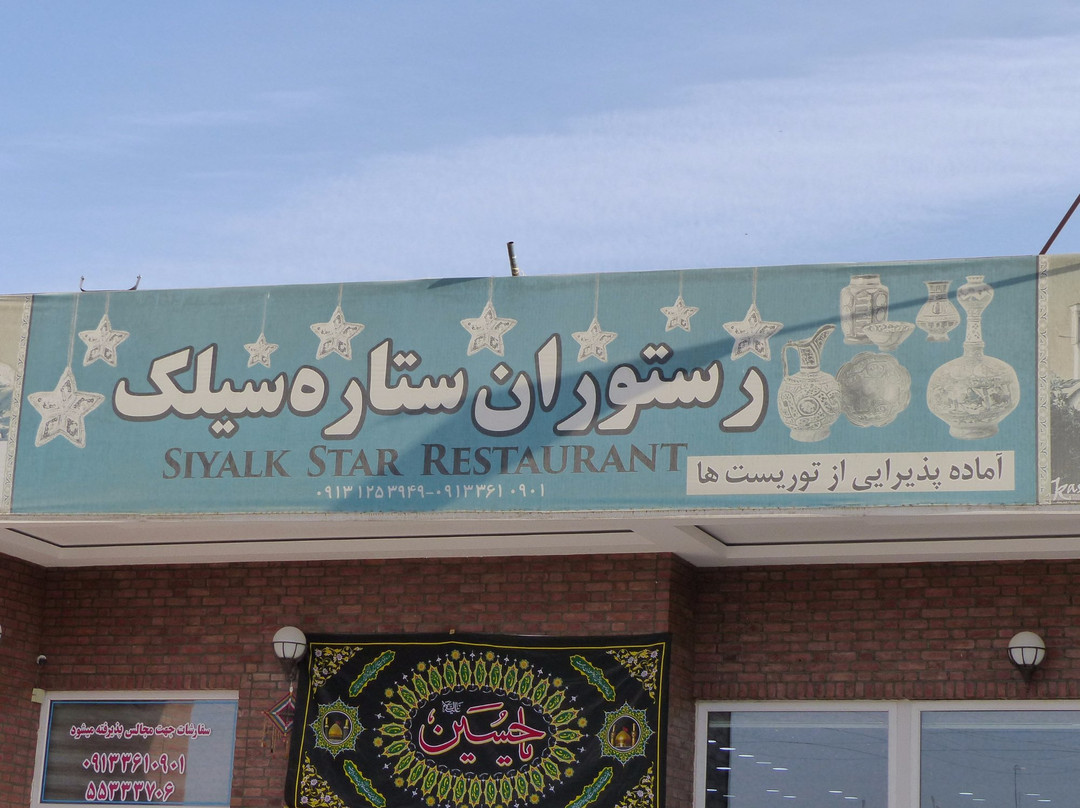 رستوران ستاره سیلک
SIYALK STAR RESTAURANT
۰۹۱۳۱۲۵۳۹۴۹-۰۹۱۳۳۶۱۰۹۰۱
آماده پذیرایی از توریست ها
یا حسین
سفارشات جهت مجالس پذیرفته میشود
۰۹۱۳۳۶۱۰۹۰۱
۵۵۳۳۳۷۰۶